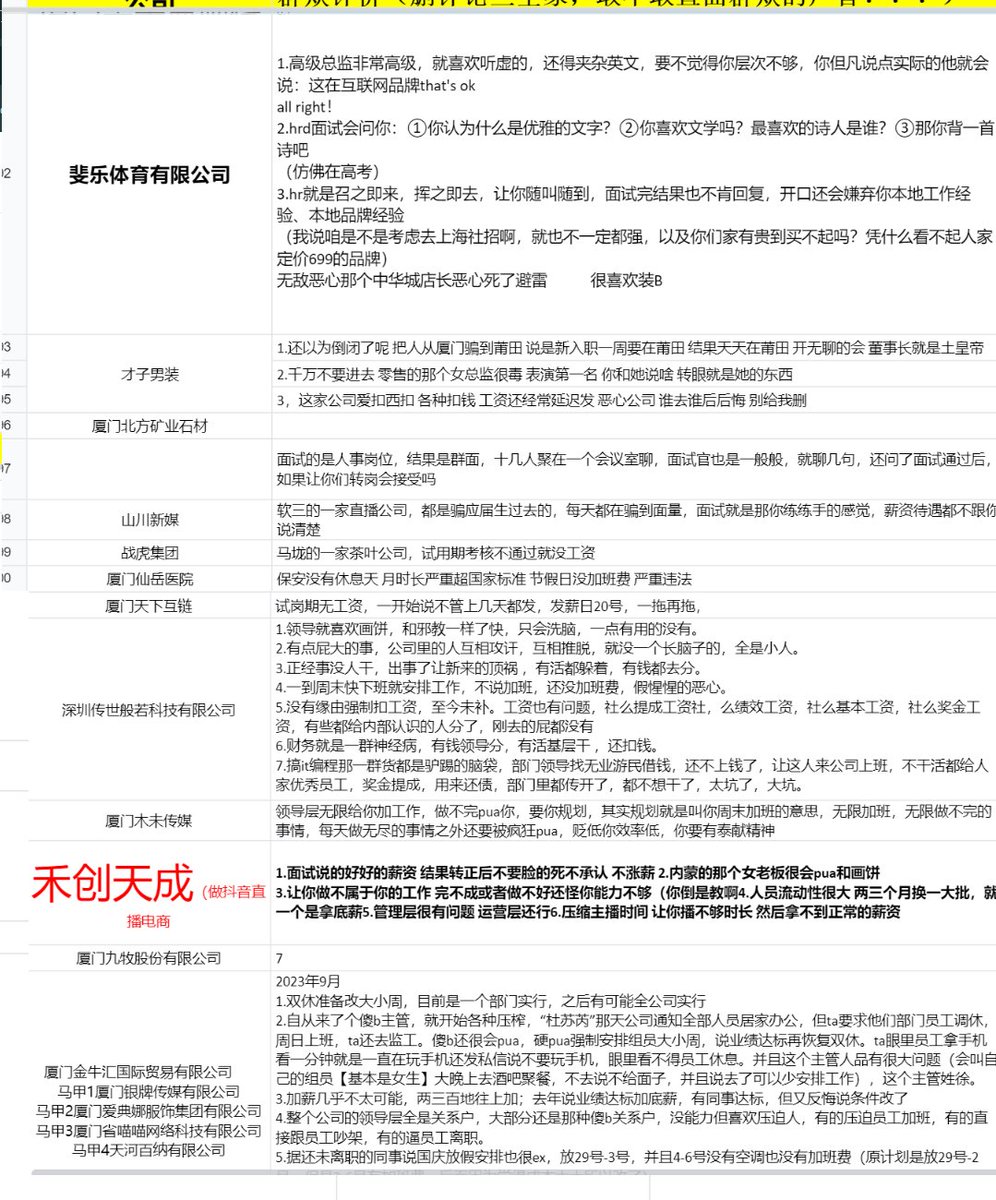 公司
斐乐体育有限公司
1.高级总监非常高级，就喜欢听虚的，还得夹杂英文，要不觉得你层次不够，你但凡说点实际的他就会
说：这在互联网品牌that's ok
all right！
2.hrd面试会问你：①你认为什么是优雅的文字？②你喜欢文学吗？最喜欢的诗人是谁？③那你背一首
诗吧
（仿佛在高考）
3.hr就是召之即来，挥之即去，让你随叫随到，面试完结果也不肯回复，开口还会嫌弃你本地工作经
验、本地品牌经验
（我说咱是不是考虑去上海社招啊，就也不一定都强，以及你们家有贵到买不起吗？凭什么看不起人家
定价699的品牌）
无敌恶心那个中华城店长恶心死了避雷 很喜欢装B
才子男装
1.还以为倒闭了呢 把人从厦门骗到莆田 说是新入职一周要在莆田 结果天天在莆田 开无聊的会 董事长就是土皇帝
2.千万不要进去 零售的那个女总监很毒 表演第一名 你和她说啥 转眼就是她的东西
3，这家公司爱扣西扣 各种扣钱 工资还经常延迟发 恶心公司 谁去谁后后悔 别给我删
厦门北方矿业石材
面试的是人事岗位，结果是群面，十几人聚在一个会议室聊，面试官也是一般般，就聊几句，还问了面试通过后，
如果让你们转岗会接受吗
山川新媒
软三的一家直播公司，都是骗应届生过去的，每天都在骗到面量，面试就是那你练练手的感觉，薪资待遇都不跟你
说清楚
战虎集团
马垅的一家茶叶公司，试用期考核不通过就没工资
厦门仙岳医院
保安没有休息天 月时长严重超国家标准 节假日没加班费 严重违法
厦门天下互链
试岗期无工资，一开始说不管上几天都发，发薪日20号，一拖再拖，
深圳传世般若科技有限公司
1.领导就喜欢画饼，和邪教一样了快，只会洗脑，一点有用的没有。
2.有点屁大的事，公司里的人互相攻讦，互相推脱，就没一个长脑子的，全是小人。
3.正经事没人干，出事了让新来的顶祸 ，有活都躲着，有钱都去分。
4.一到周末快下班就安排工作，不说加班，还没加班费，假惺惺的恶心。
5.没有缘由强制扣工资，至今未补。工资也有问题，社么提成工资社，么绩效工资，社么基本工资，社么奖金工
资，有些都给内部认识的人分了，刚去的屁都没有
6.财务就是一群神经病，有钱领导分，有活基层干 ，还扣钱。
7.搞it编程那一群货都是驴踢的脑袋，部门领导找无业游民借钱，还不上钱了，让这人来公司上班，不干活都给人
家优秀员工，奖金提成，用来还债，部门里都传开了，都不想干了，太坑了，大坑。
厦门木未传媒
领导层无限给你加工作，做不完pua你，要你规划，其实规划就是叫你周末加班的意思，无限加班，无限做不完的
事情，每天做无尽的事情之外还要被疯狂pua，贬低你效率低，你要有泰献精神
禾创天成（做抖音直
播电商
1.面试说的好好的薪资 结果转正后不要脸的死不承认 不涨薪 2.内蒙的那个女老板很会pua和画饼
3.让你做不属于你的工作 完不成或者做不好还怪你能力不够（你倒是教啊4.人员流动性很大 两三个月换一大批，就
一个是拿底薪5.管理层很有问题 运营层还行6.压缩主播时间 让你播不够时长 然后拿不到正常的薪资
厦门九牧股份有限公司
7
厦门金牛汇国际贸易有限公司
马甲1厦门银牌传媒有限公司
马甲2厦门爱典娜服饰集团有限公司
马甲3厦门省喵喵网络科技有限公司
马甲4天河百纳有限公司
2023年9月
1.双休准备改大小周，目前是一个部门实行，之后有可能全公司实行
2.自从来了个傻b主管，就开始各种压榨，“杜苏芮”那天公司通知全部人员居家办公，但ta要求他们部门员工调休，
周日上班，ta还去监工。傻b还很会pua，硬pua强制安排组员大小周，说业绩达标再恢复双休。ta眼里员工拿手机
看一分钟就是一直在玩手机还发私信说不要玩手机，眼里看不得员工休息。并且这个主管人品有很大问题（会叫自
己的组员【基本是女生】大晚上去酒吧聚餐，不去说不给面子，并且说去了可以少安排工作），这个主管姓徐。
3.加薪几乎不太可能，两三百地往上加；去年说业绩达标加底薪，有同事达标，但又反悔说条件改了
4.整个公司的领导层全是关系户，大部分还是那种傻b关系户，没能力但喜欢压迫人，有的压迫员工加班，有的直
接跟员工吵架，有的逼员工离职。
5.据还未离职的同事说国庆放假安排也很ex，放29号-3号，并且4-6号没有空调也没有加班费（原计划是放29号-2